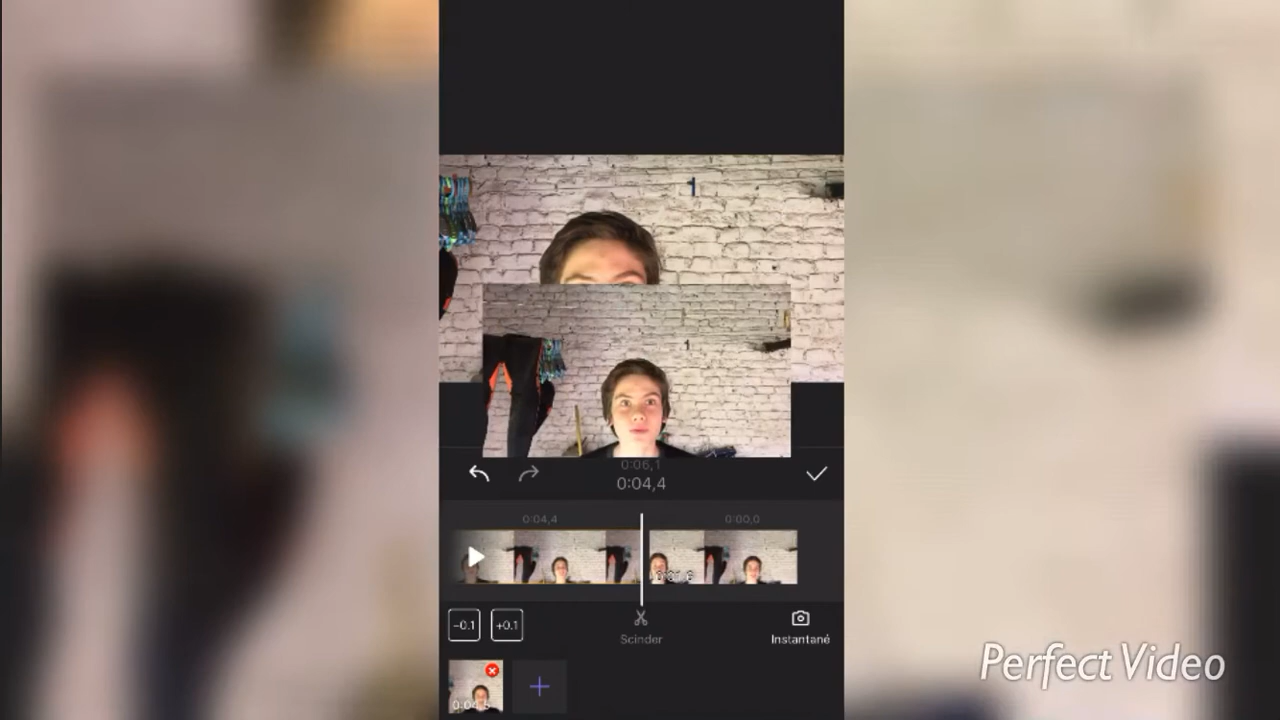 0:06,1
0:04,4
0:04,4
0:00,0
-0.1
+0.1
Scinder
Instantané
Perfect Video